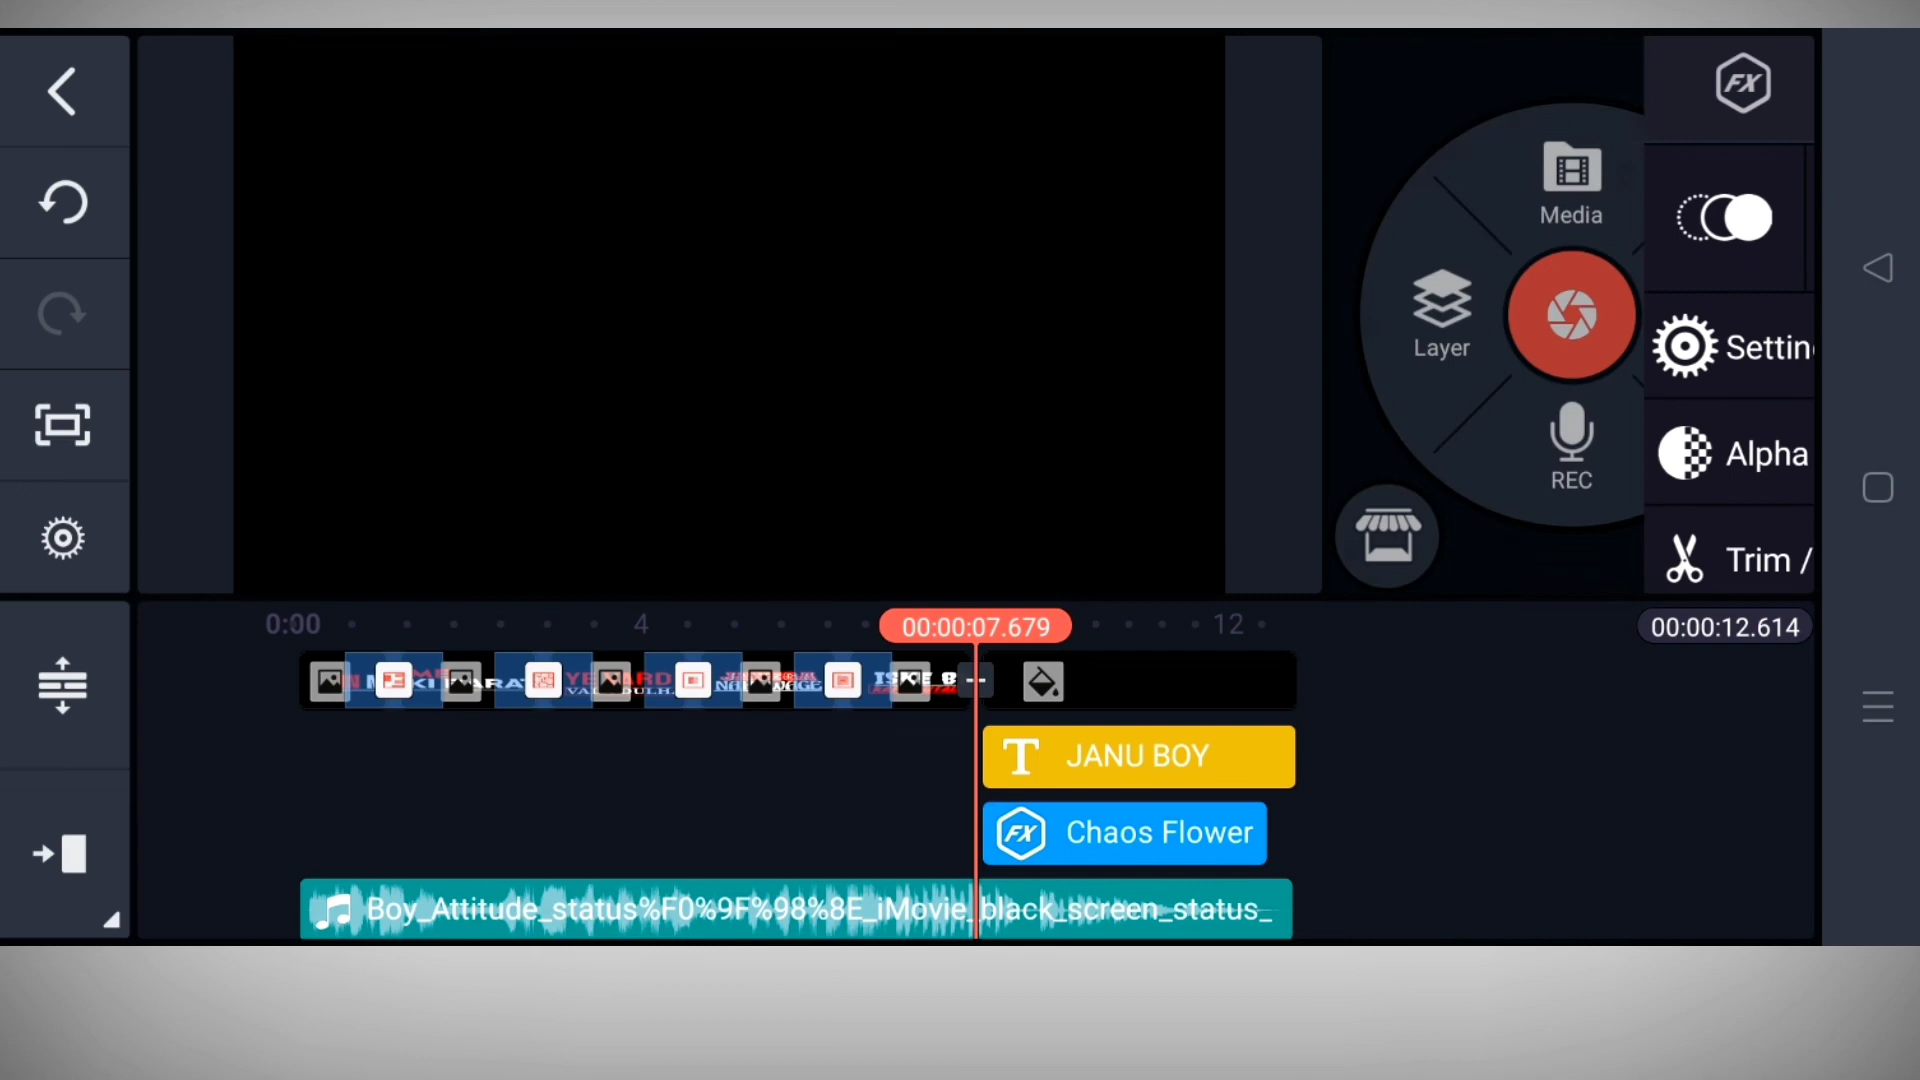 FX
Media
Layer
REC
Settin
Alpha
Trim /
0:00
4
00:00:07.679
12
00:00:12.614
T JANU BOY
FX Chaos Flower
Boy_Attitude_status%F0%9F%98%8E_iMovie_black_screen_status_